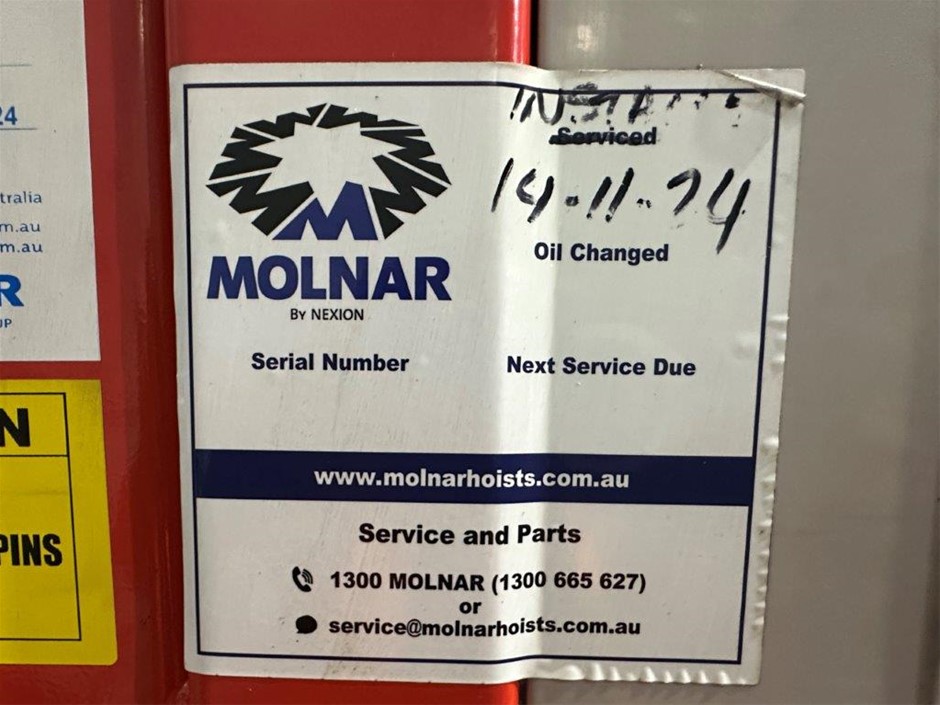 24
tralia
m.au
m.au
R
UP
N
PINS
Serviced
14-11-24
MOLNAR
BY NEXION
Oil Changed
Serial Number
Next Service Due
www.molnarhoists.com.au
Service and Parts
1300 MOLNAR (1300 665 627)
or
service@molnarhoists.com.au